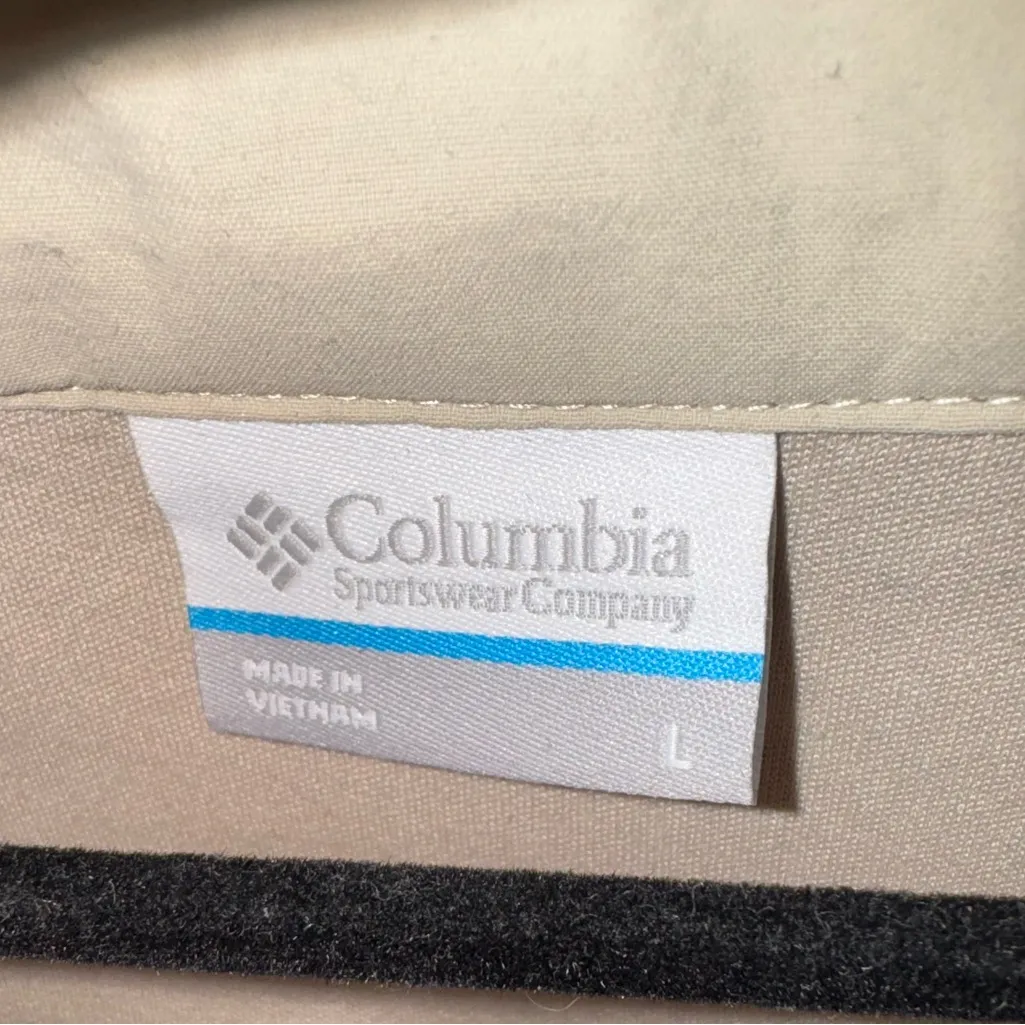 Columbia
Sportswear Company
MADE IN
VIETNAM
L